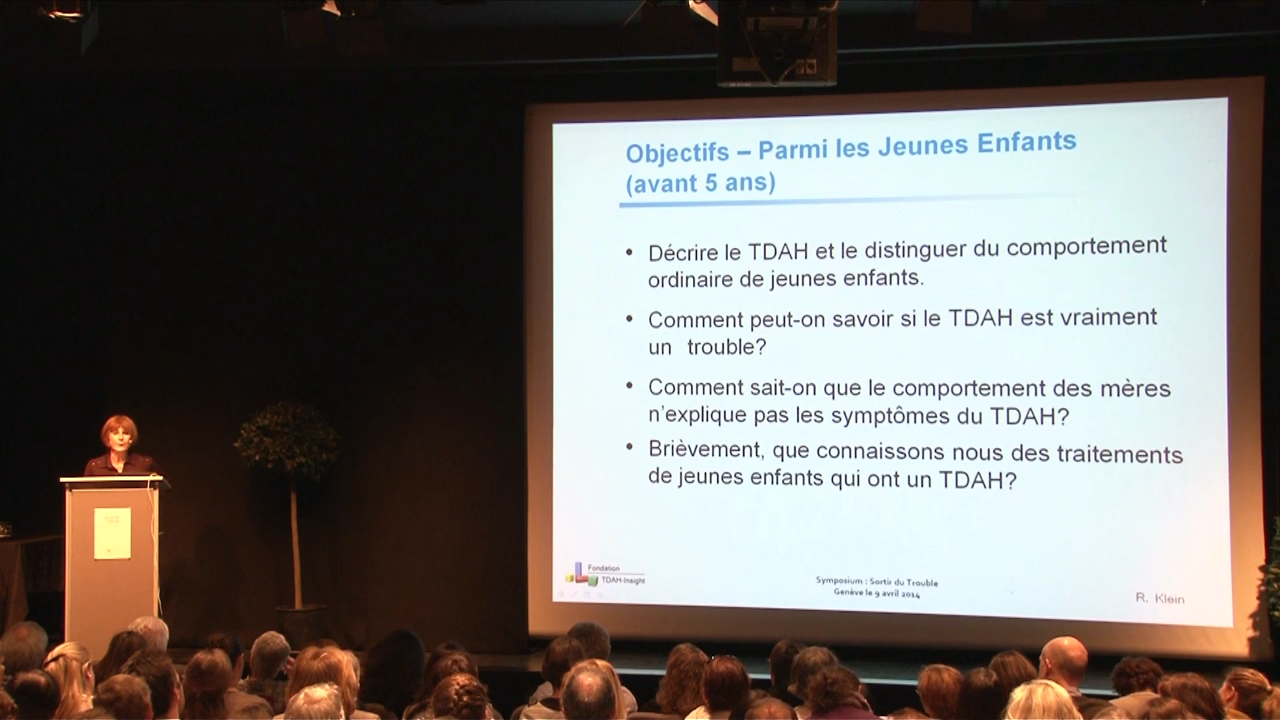 Objectifs – Parmi les Jeunes Enfants
(avant 5 ans)
• Décrire le TDAH et le distinguer du comportement
ordinaire de jeunes enfants.
• Comment peut-on savoir si le TDAH est vraiment
un trouble?
• Comment sait-on que le comportement des mères
n'explique pas les symptômes du TDAH?
• Brièvement, que connaissons nous des traitements
de jeunes enfants qui ont un TDAH?
Fondation
TDAH-Insight
Symposium : Sortir du Trouble
Genève le 9 avril 2014
R. Klein